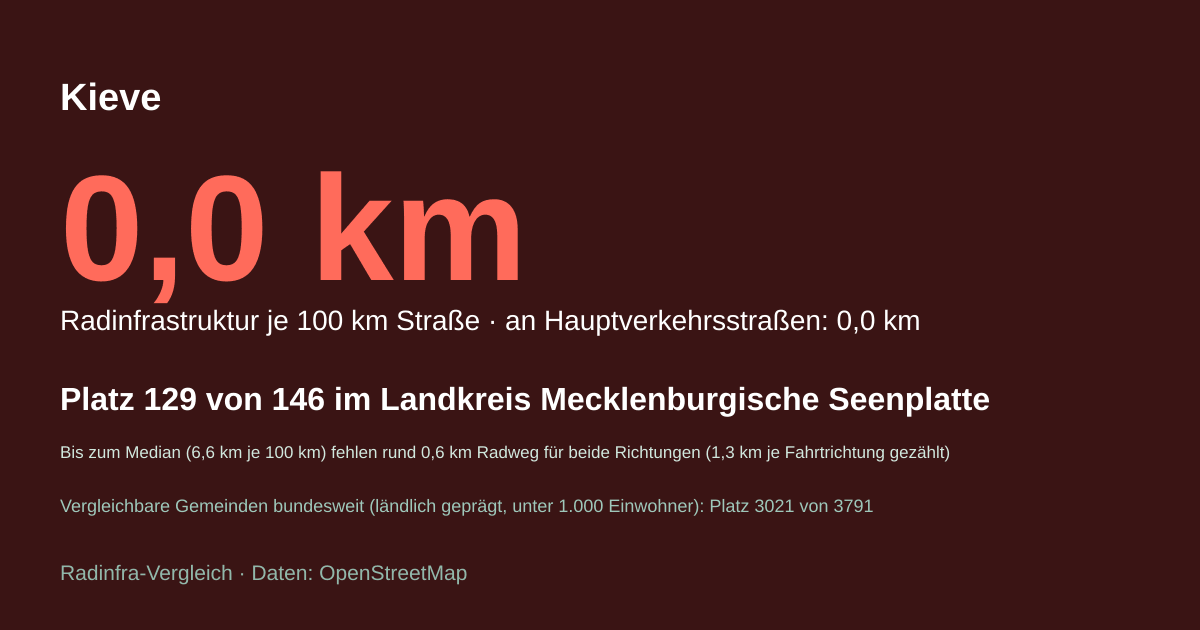 Kieve
0,0 km
Radinfrastruktur je 100 km Straße · an Hauptverkehrsstraßen: 0,0 km
Platz 129 von 146 im Landkreis Mecklenburgische Seenplatte
Bis zum Median (6,6 km je 100 km) fehlen rund 0,6 km Radweg für beide Richtungen (1,3 km je Fahrtrichtung gezählt)
Vergleichbare Gemeinden bundesweit (ländlich geprägt, unter 1.000 Einwohner): Platz 3021 von 3791
Radinfra-Vergleich · Daten: OpenStreetMap